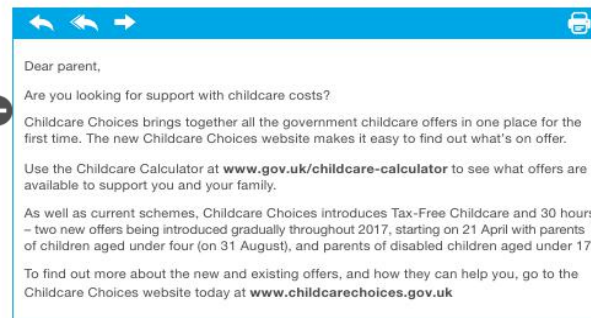 Dear parent,
Are you looking for support with childcare costs?
Childcare Choices brings together all the government childcare offers in one place for the
first time. The new Childcare Choices website makes it easy to find out what's on offer.
Use the Childcare Calculator at www.gov.uk/childcare-calculator to see what offers are
available to support you and your family.
As well as current schemes, Childcare Choices introduces Tax-Free Childcare and 30 hours
– two new offers being introduced gradually throughout 2017, starting on 21 April with parents
of children aged under four (on 31 August), and parents of disabled children aged under 17
To find out more about the new and existing offers, and how they can help you, go to the
Childcare Choices website today at www.childcarechoices.gov.uk